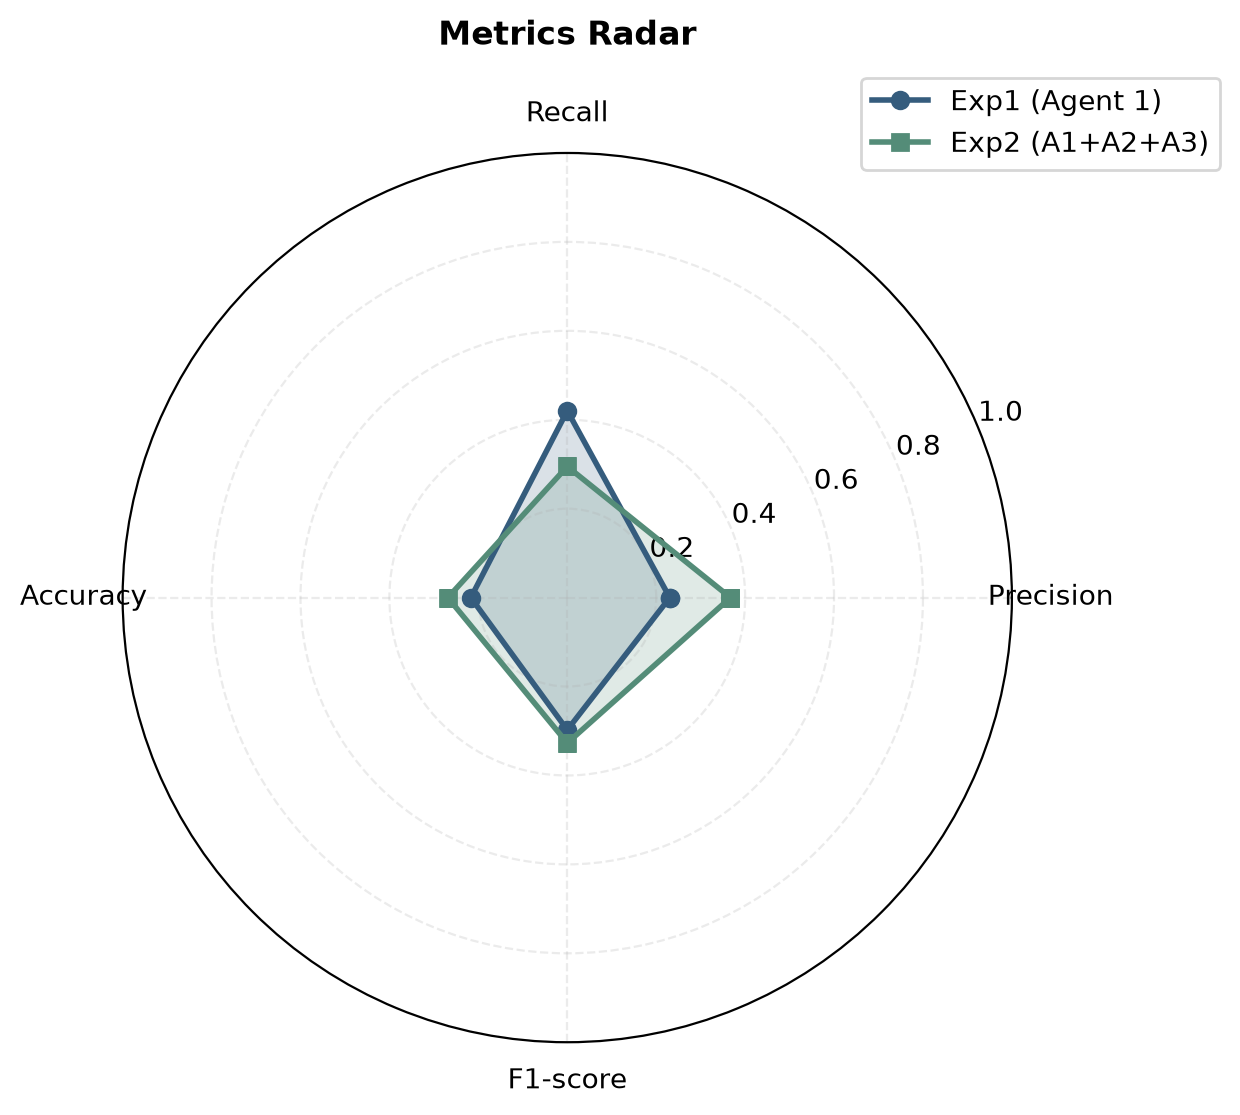 Metrics Radar
Exp1 (Agent 1)
Exp2 (A1+A2+A3)
Recall
1.0
0.8
0.6
0.4
0.2
Accuracy
Precision
F1-score